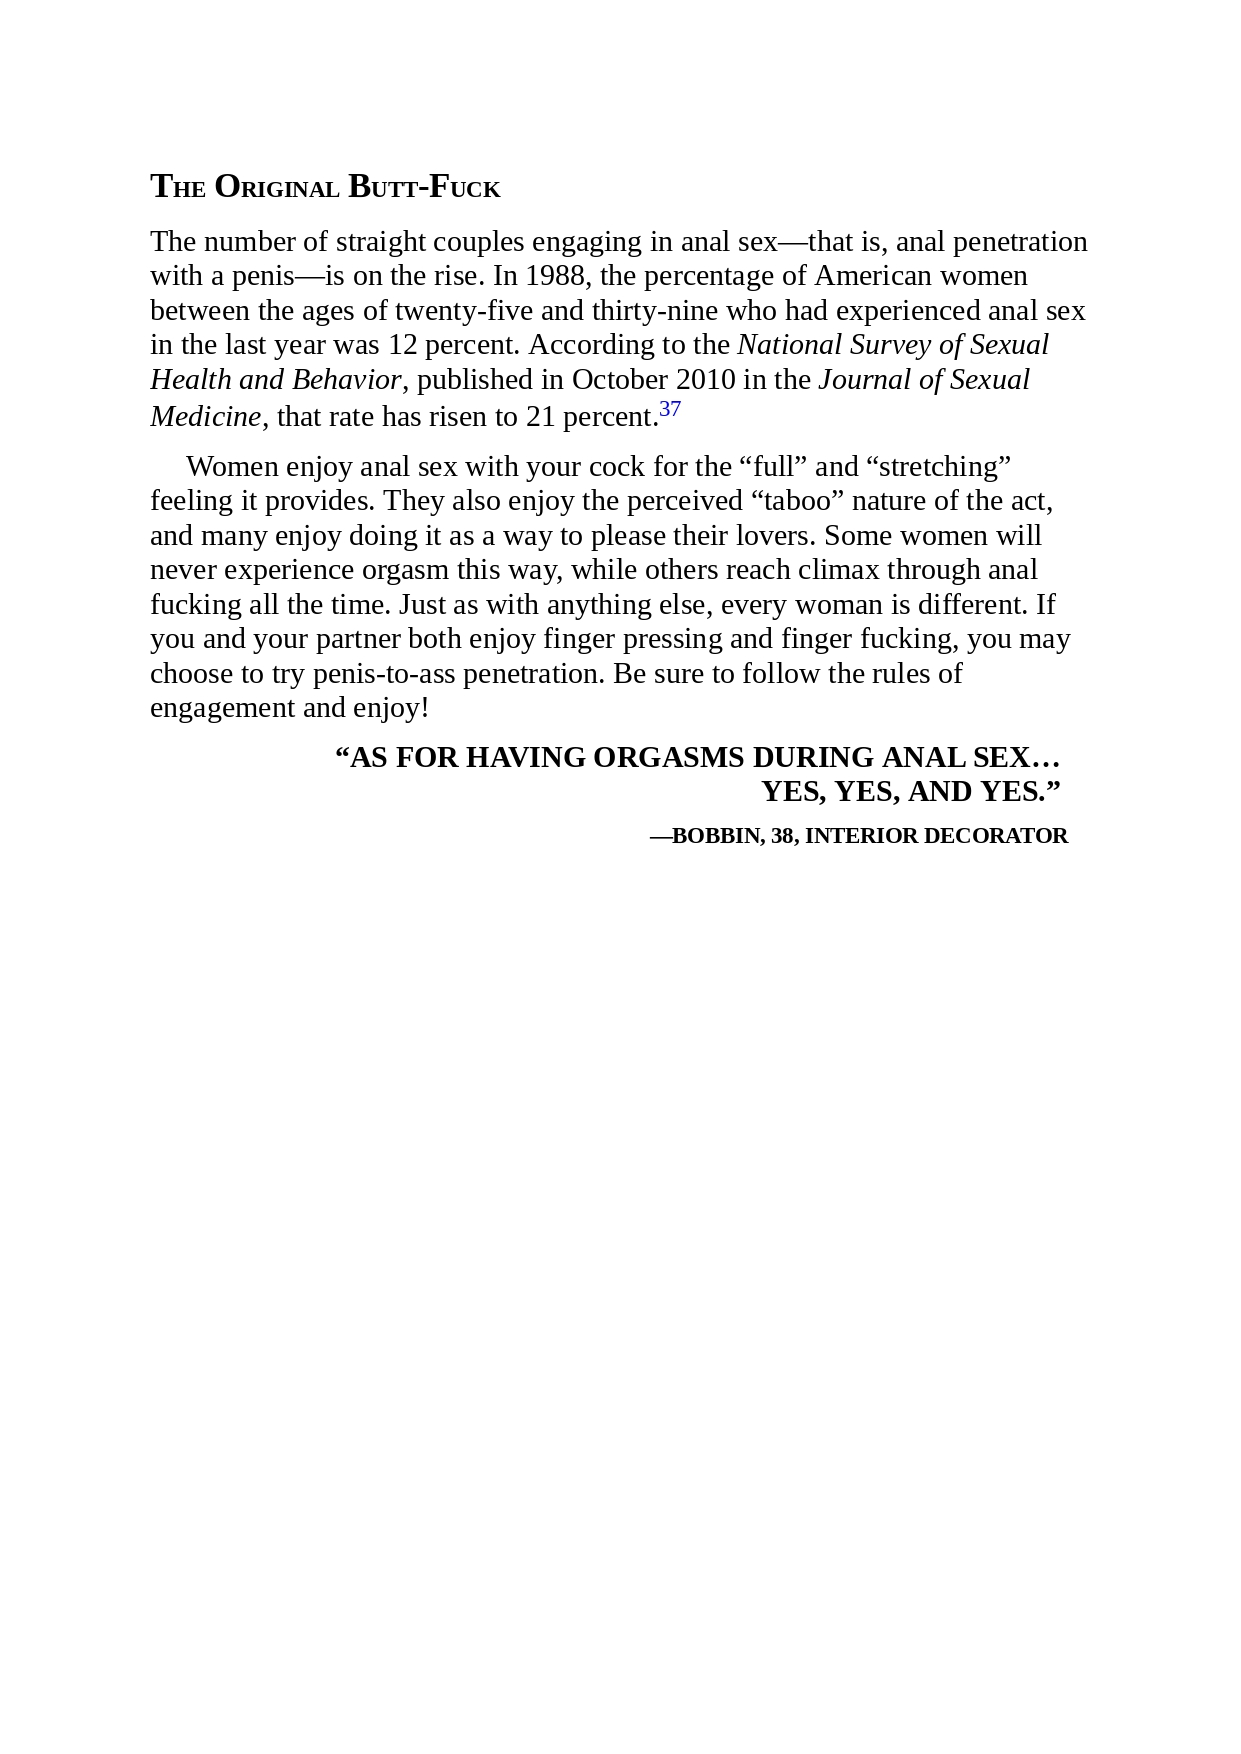 The Original Butt-Fuck
The number of straight couples engaging in anal sex—that is, anal penetration
with a penis—is on the rise. In 1988, the percentage of American women
between the ages of twenty-five and thirty-nine who had experienced anal sex
in the last year was 12 percent. According to the National Survey of Sexual
Health and Behavior, published in October 2010 in the Journal of Sexual
Medicine, that rate has risen to 21 percent.37
Women enjoy anal sex with your cock for the “full” and “stretching”
feeling it provides. They also enjoy the perceived “taboo” nature of the act,
and many enjoy doing it as a way to please their lovers. Some women will
never experience orgasm this way, while others reach climax through anal
fucking all the time. Just as with anything else, every woman is different. If
you and your partner both enjoy finger pressing and finger fucking, you may
choose to try penis-to-ass penetration. Be sure to follow the rules of
engagement and enjoy!
“AS FOR HAVING ORGASMS DURING ANAL SEX…
YES, YES, AND YES.”
—BOBBIN, 38, INTERIOR DECORATOR